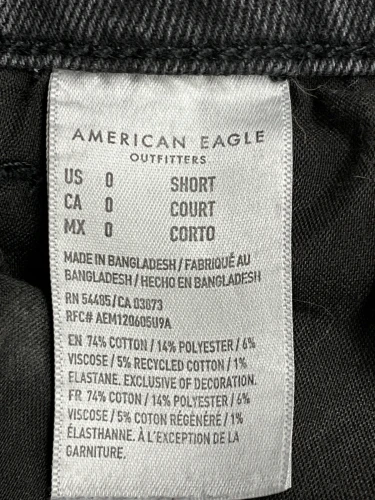 AMERICAN EAGLE
OUTFITTERS
US 0 SHORT
CA 0 COURT
MX 0 CORTO
MADE IN BANGLADESH / FABRIQUÉ AU
BANGLADESH / HECHO EN BANGLADESH
RN 54485/CA 03073
RFC# AEM120605U9A
EN 74% COTTON / 14% POLYESTER / 6%
VISCOSE / 5% RECYCLED COTTON / 1%
ELASTANE. EXCLUSIVE OF DECORATION.
FR 74% COTON / 14% POLYESTER / 6%
VISCOSE / 5% COTON RÉGÉNÉRÉ / 1%
ÉLASTHANNE. À L'EXCEPTION DE LA
GARNITURE.